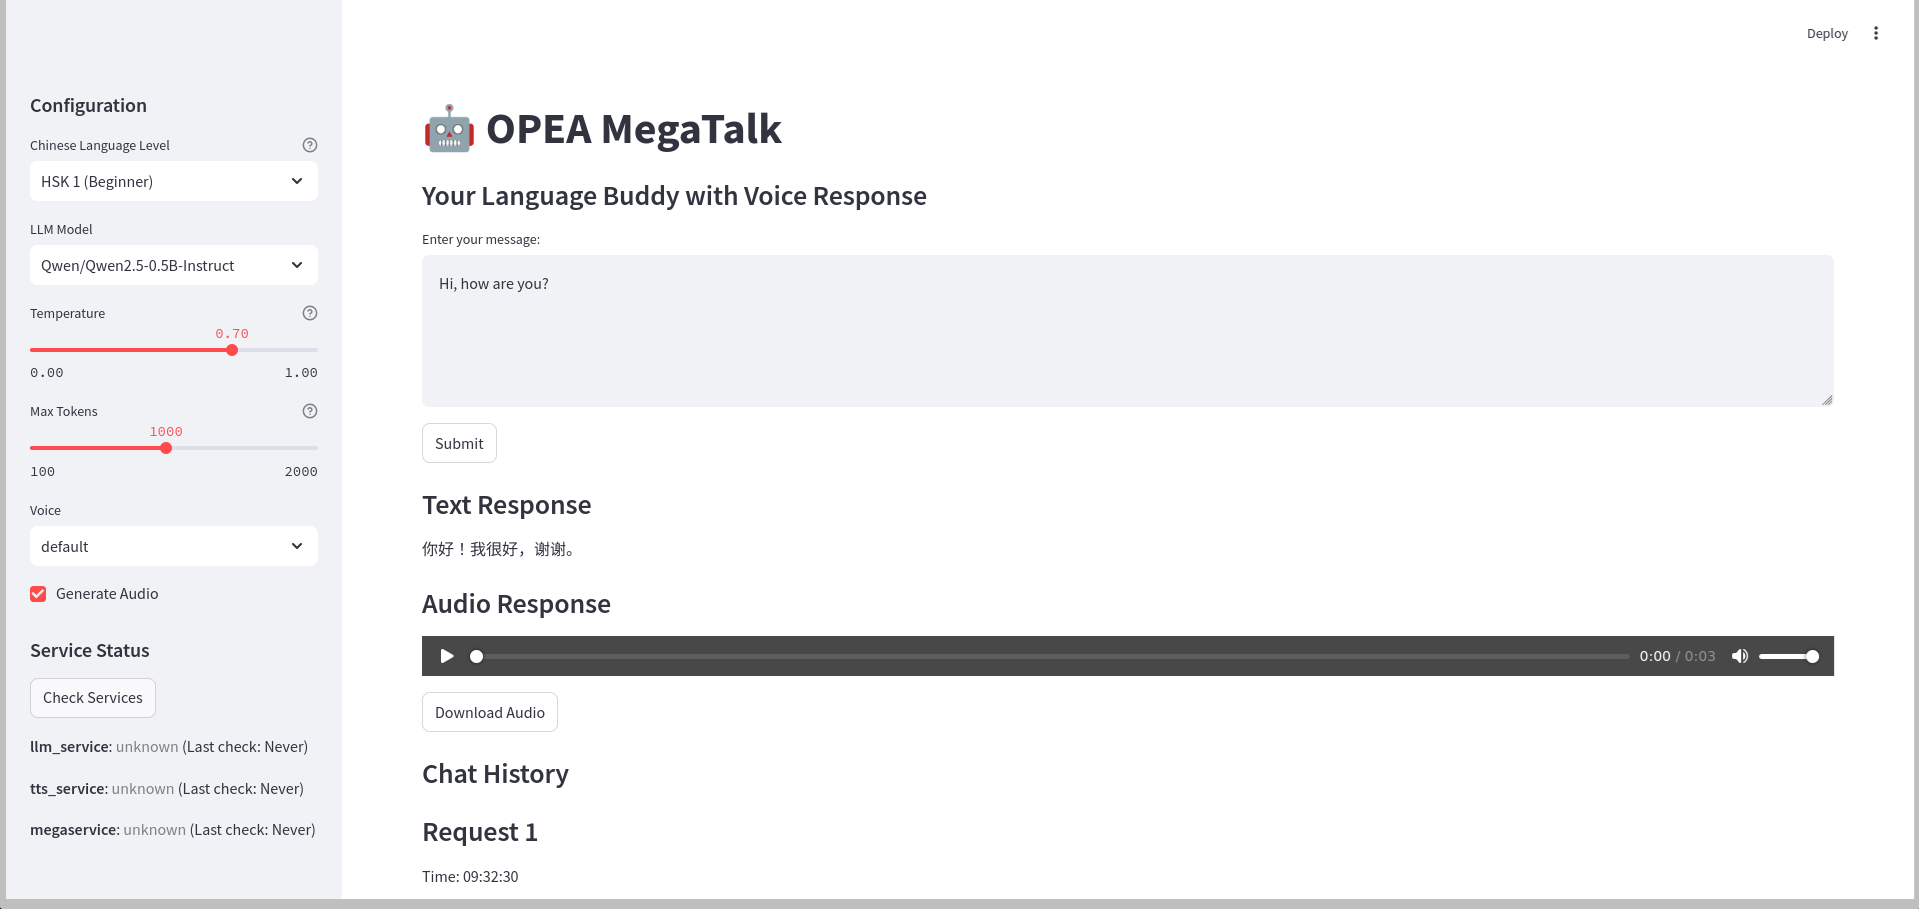 Deploy
Configuration
Chinese Language Level
HSK 1 (Beginner)
LLM Model
Qwen/Qwen2.5-0.5B-Instruct
Temperature
0.70
0.00 1.00
Max Tokens
1000
100 2000
Voice
default
Generate Audio
Service Status
Check Services
llm_service: unknown (Last check: Never)
tts_service: unknown (Last check: Never)
megaservice: unknown (Last check: Never)
OPEA MegaTalk
Your Language Buddy with Voice Response
Enter your message:
Hi, how are you?
Submit
Text Response
你好！我很好，谢谢。
Audio Response
0:00 / 0:03
Download Audio
Chat History
Request 1
Time: 09:32:30